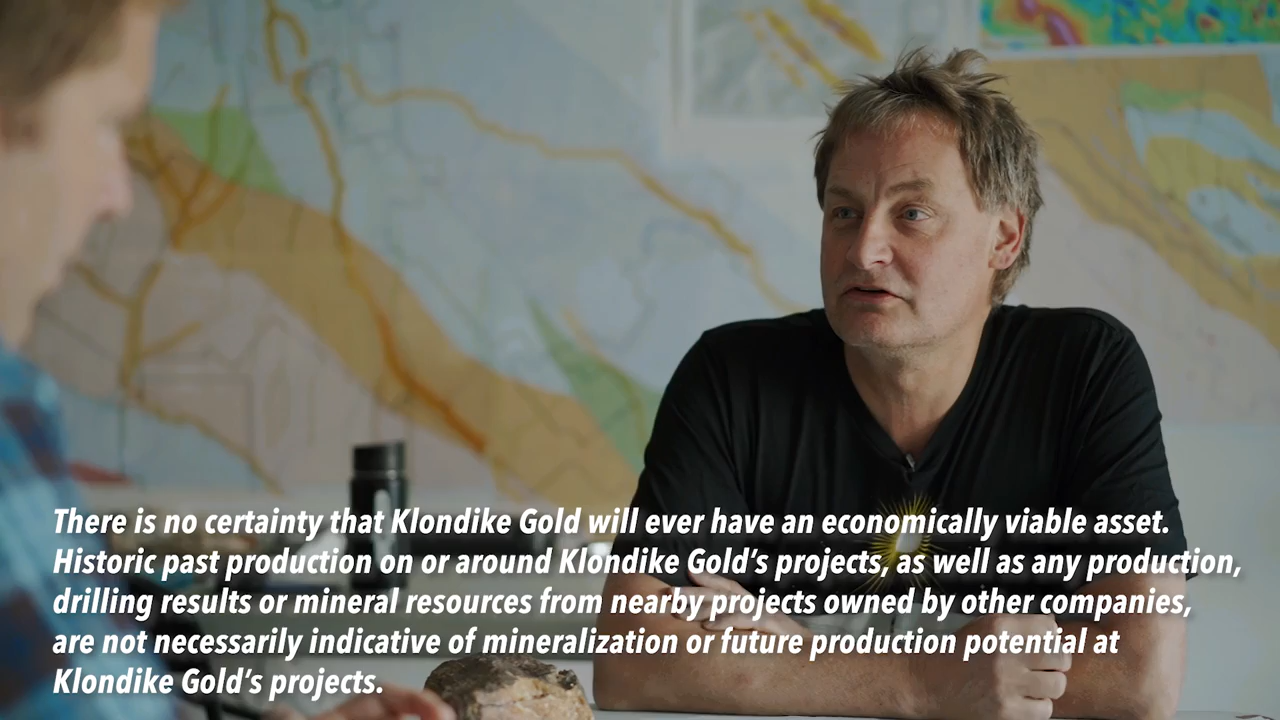 There is no certainty that Klondike Gold will ever have an economically viable asset.
Historic past production on or around Klondike Gold's projects, as well as any production,
drilling results or mineral resources from nearby projects owned by other companies,
are not necessarily indicative of mineralization or future production potential at
Klondike Gold's projects.